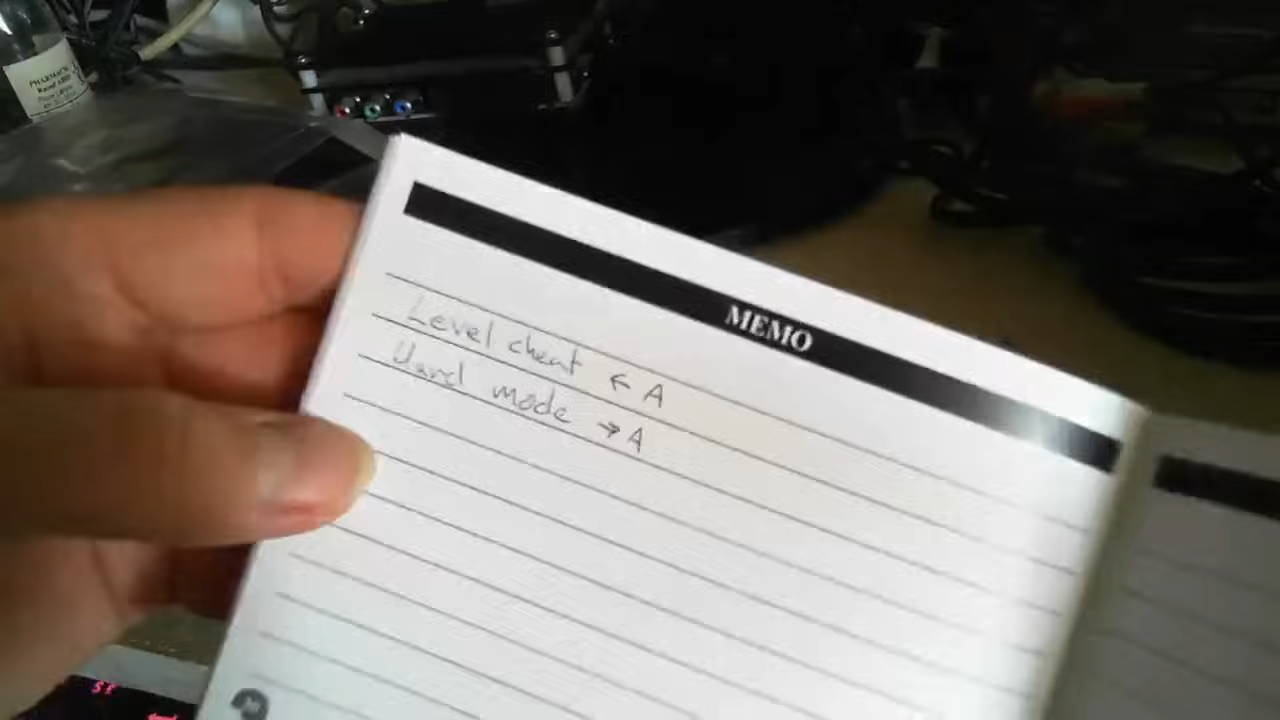 MEMO
Level cheat ← A
Hard mode → A